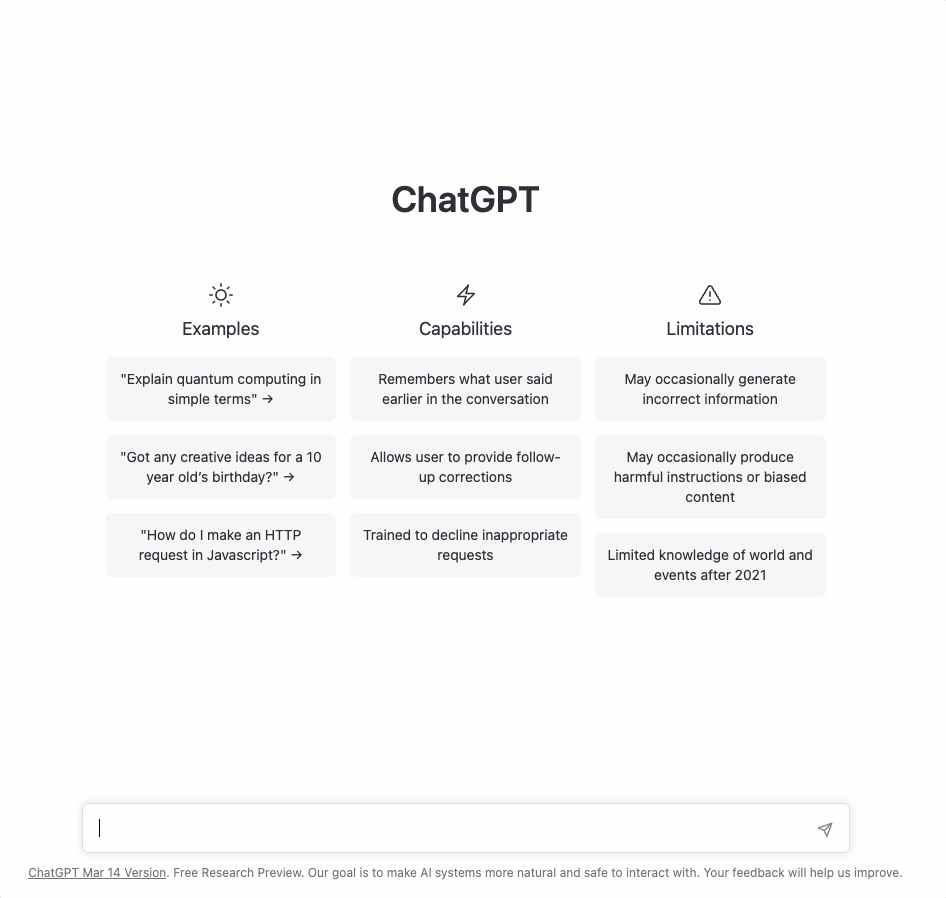 ChatGPT
Examples
"Explain quantum computing in
simple terms" →
"Got any creative ideas for a 10
year old’s birthday?" →
"How do I make an HTTP
request in Javascript?" →
Capabilities
Remembers what user said
earlier in the conversation
Allows user to provide follow-
up corrections
Trained to decline inappropriate
requests
Limitations
May occasionally generate
incorrect information
May occasionally produce
harmful instructions or biased
content
Limited knowledge of world and
events after 2021
ChatGPT Mar 14 Version. Free Research Preview. Our goal is to make AI systems more natural and safe to interact with. Your feedback will help us improve.